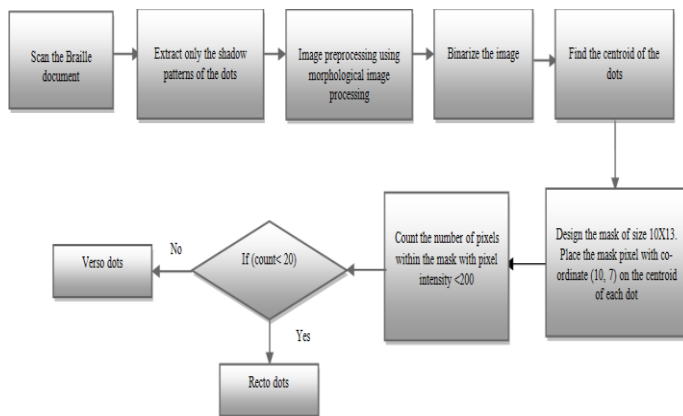 Scan the Braille
document
Extract only the shadow
patterns of the dots
Image preprocessing using
morphological image
processing
Binarize the image
Find the centroid of the
dots
Design the mask of size 10X13.
Place the mask pixel with co-
ordinate (10, 7) on the centroid
of each dot
Count the number of pixels
within the mask with pixel
intensity <200
If (count< 20)
No
Verso dots
Yes
Recto dots